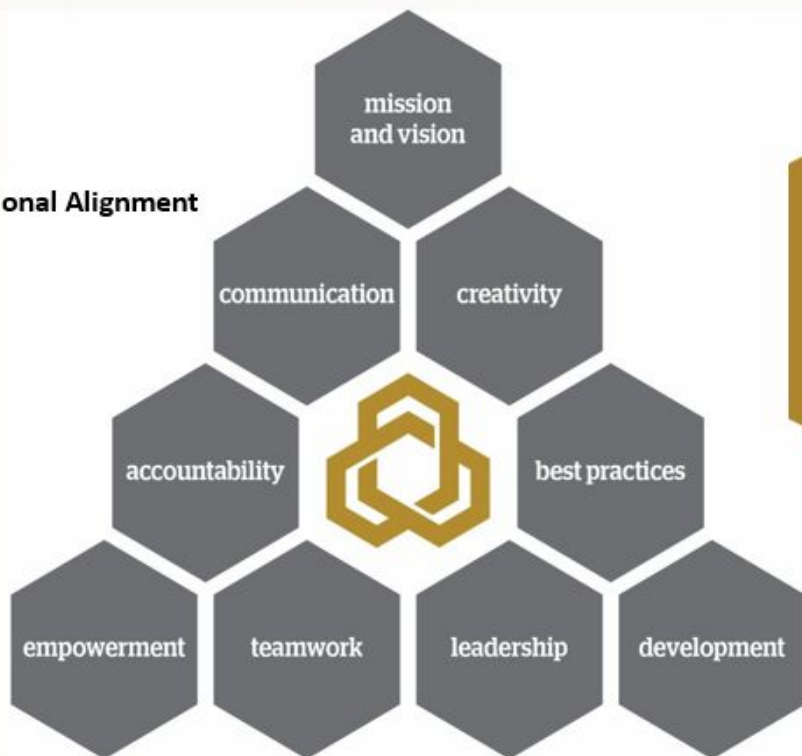 mission
and vision
onal Alignment
communication
creativity
accountability
best practices
empowerment
teamwork
leadership
development